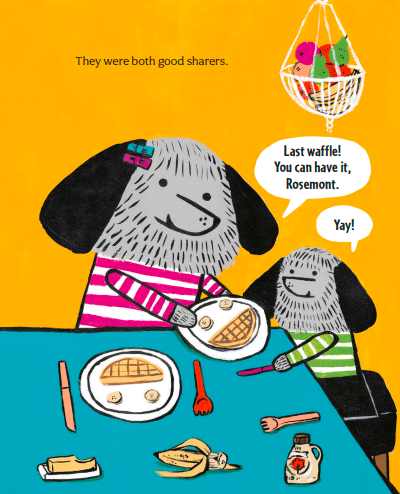 They were both good sharers.
Last waffle!
You can have it,
Rosemont.
Yay!